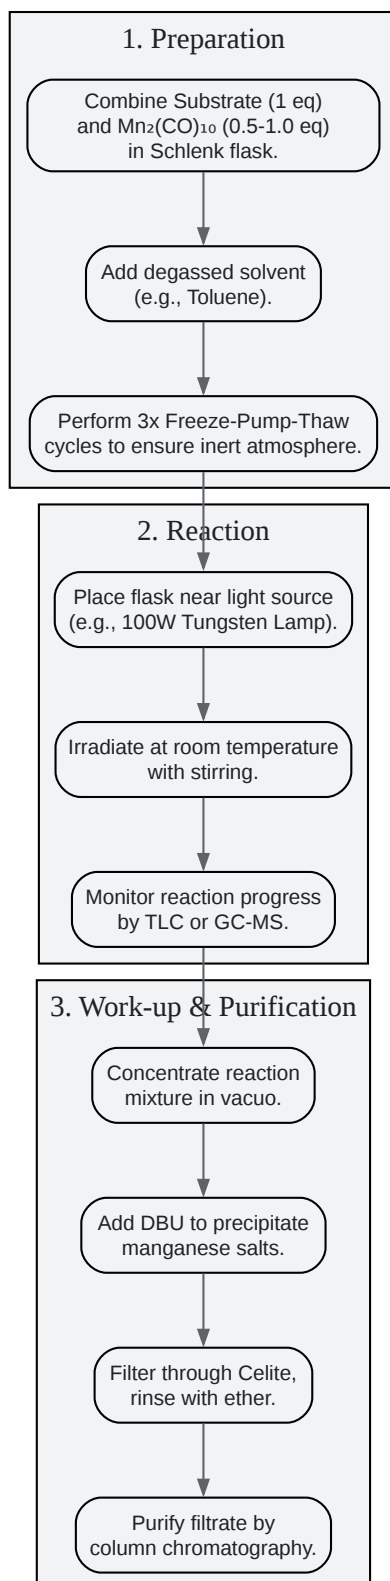 1. Preparation
Combine Substrate (1 eq)
and Mn₂(CO)₁₀ (0.5-1.0 eq)
in Schlenk flask.
Add degassed solvent
(e.g., Toluene).
Perform 3x Freeze-Pump-Thaw
cycles to ensure inert atmosphere.
2. Reaction
Place flask near light source
(e.g., 100W Tungsten Lamp).
Irradiate at room temperature
with stirring.
Monitor reaction progress
by TLC or GC-MS.
3. Work-up & Purification
Concentrate reaction
mixture in vacuo.
Add DBU to precipitate
manganese salts.
Filter through Celite,
rinse with ether.
Purify filtrate by
column chromatography.